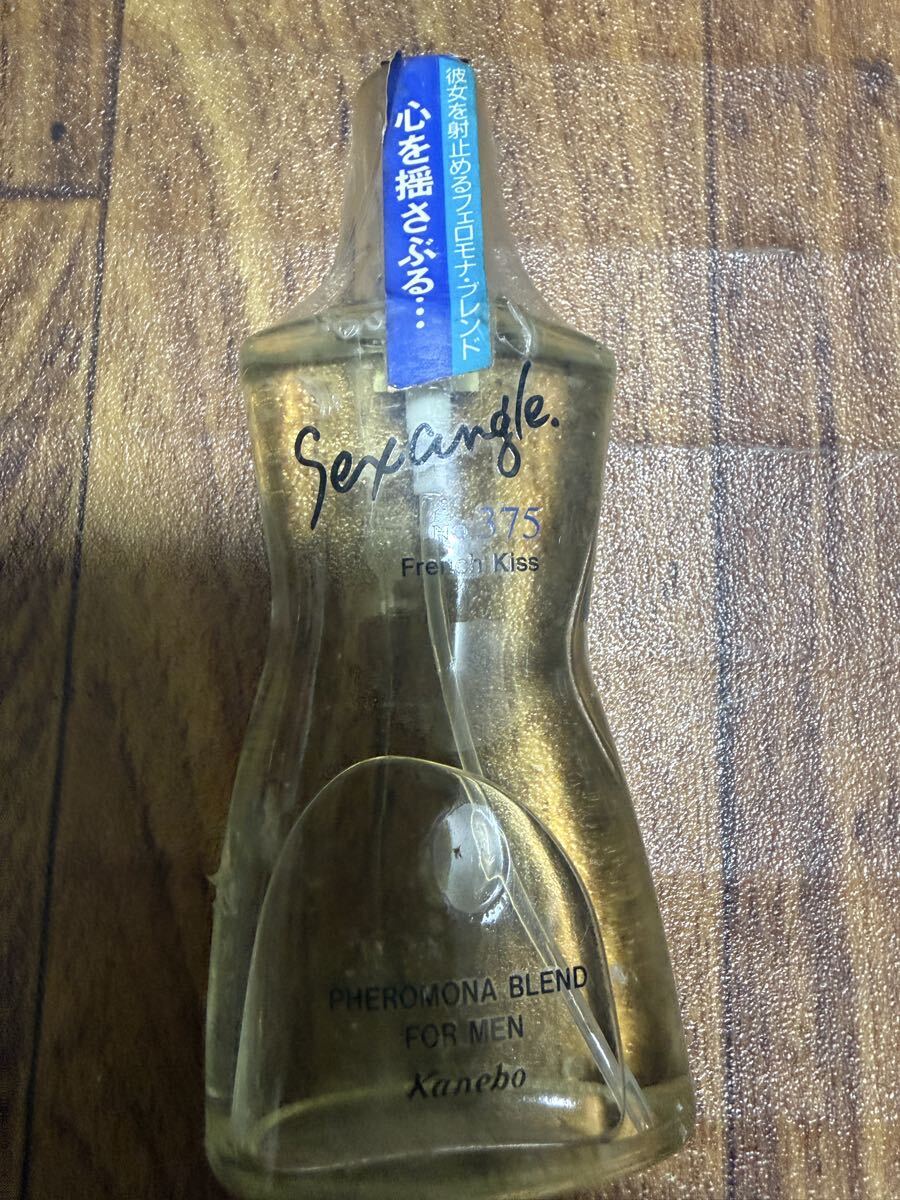 彼女を射止めるフェロモナ・ブレンド
心を揺さぶる…
Sexangle.
No.375
French Kiss
PHEROMONA BLEND
FOR MEN
Kanebo